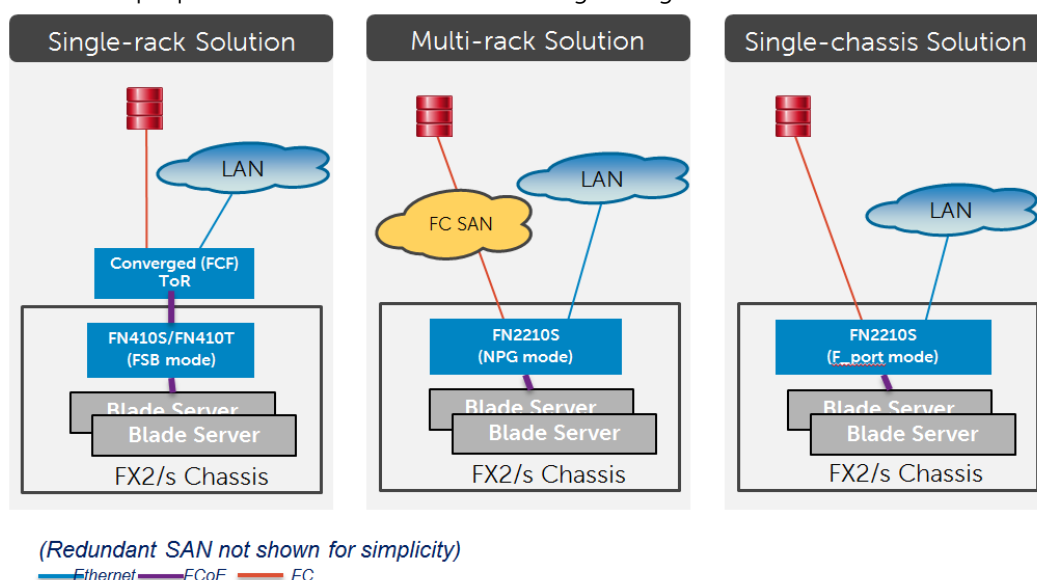 Single-rack Solution
LAN
Converged (FCF)
ToR
FN410S/FN410T
(FSB mode)
Blade Server
Blade Server
FX2/s Chassis
Multi-rack Solution
LAN
FC SAN
FN2210S
(NPG mode)
Blade Server
Blade Server
FX2/s Chassis
Single-chassis Solution
LAN
FN2210S
(F_port mode)
Blade Server
Blade Server
FX2/s Chassis
(Redundant SAN not shown for simplicity)
Ethernet FCoE FC